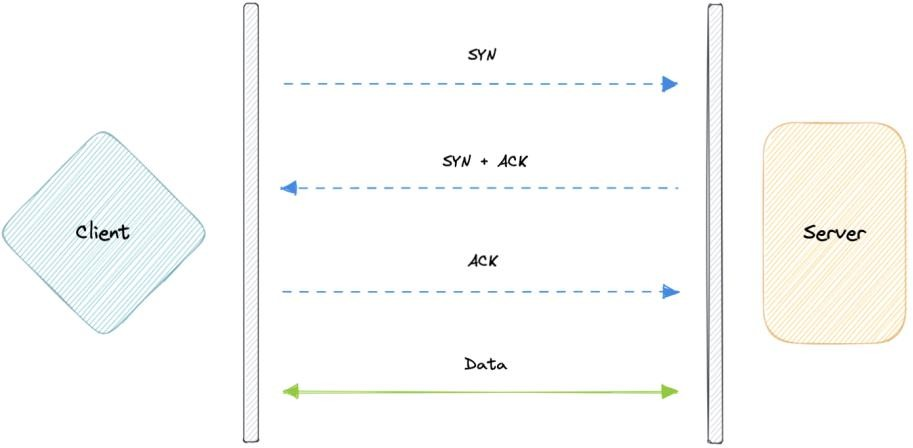 SYN
SYN + ACK
Client
Server
ACK
Data